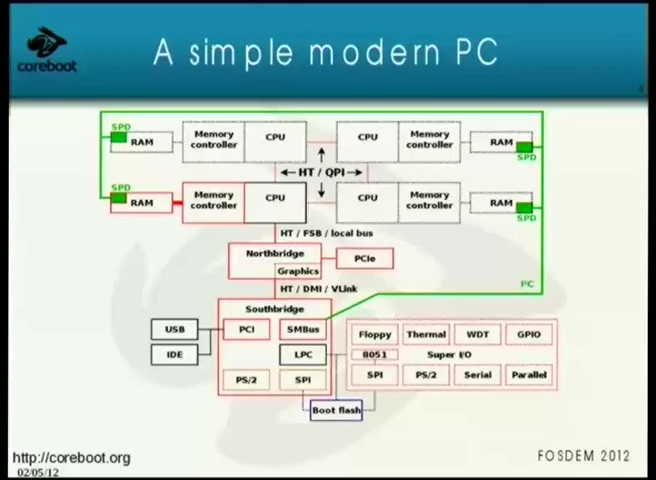 A simple modern PC
coreboot
4
SPD
RAM
Memory controller
CPU
CPU
Memory controller
RAM
SPD
HT / QPI
SPD
RAM
Memory controller
CPU
CPU
Memory controller
RAM
SPD
HT / FSB / local bus
Northbridge
Graphics
PCIe
HT / DMI / VLink
I²C
Southbridge
USB
PCI
SMBus
IDE
LPC
PS/2
SPI
Floppy
Thermal
WDT
GPIO
8051
Super I/O
SPI
PS/2
Serial
Parallel
Boot flash
http://coreboot.org
02/05/12
FOSDEM 2012